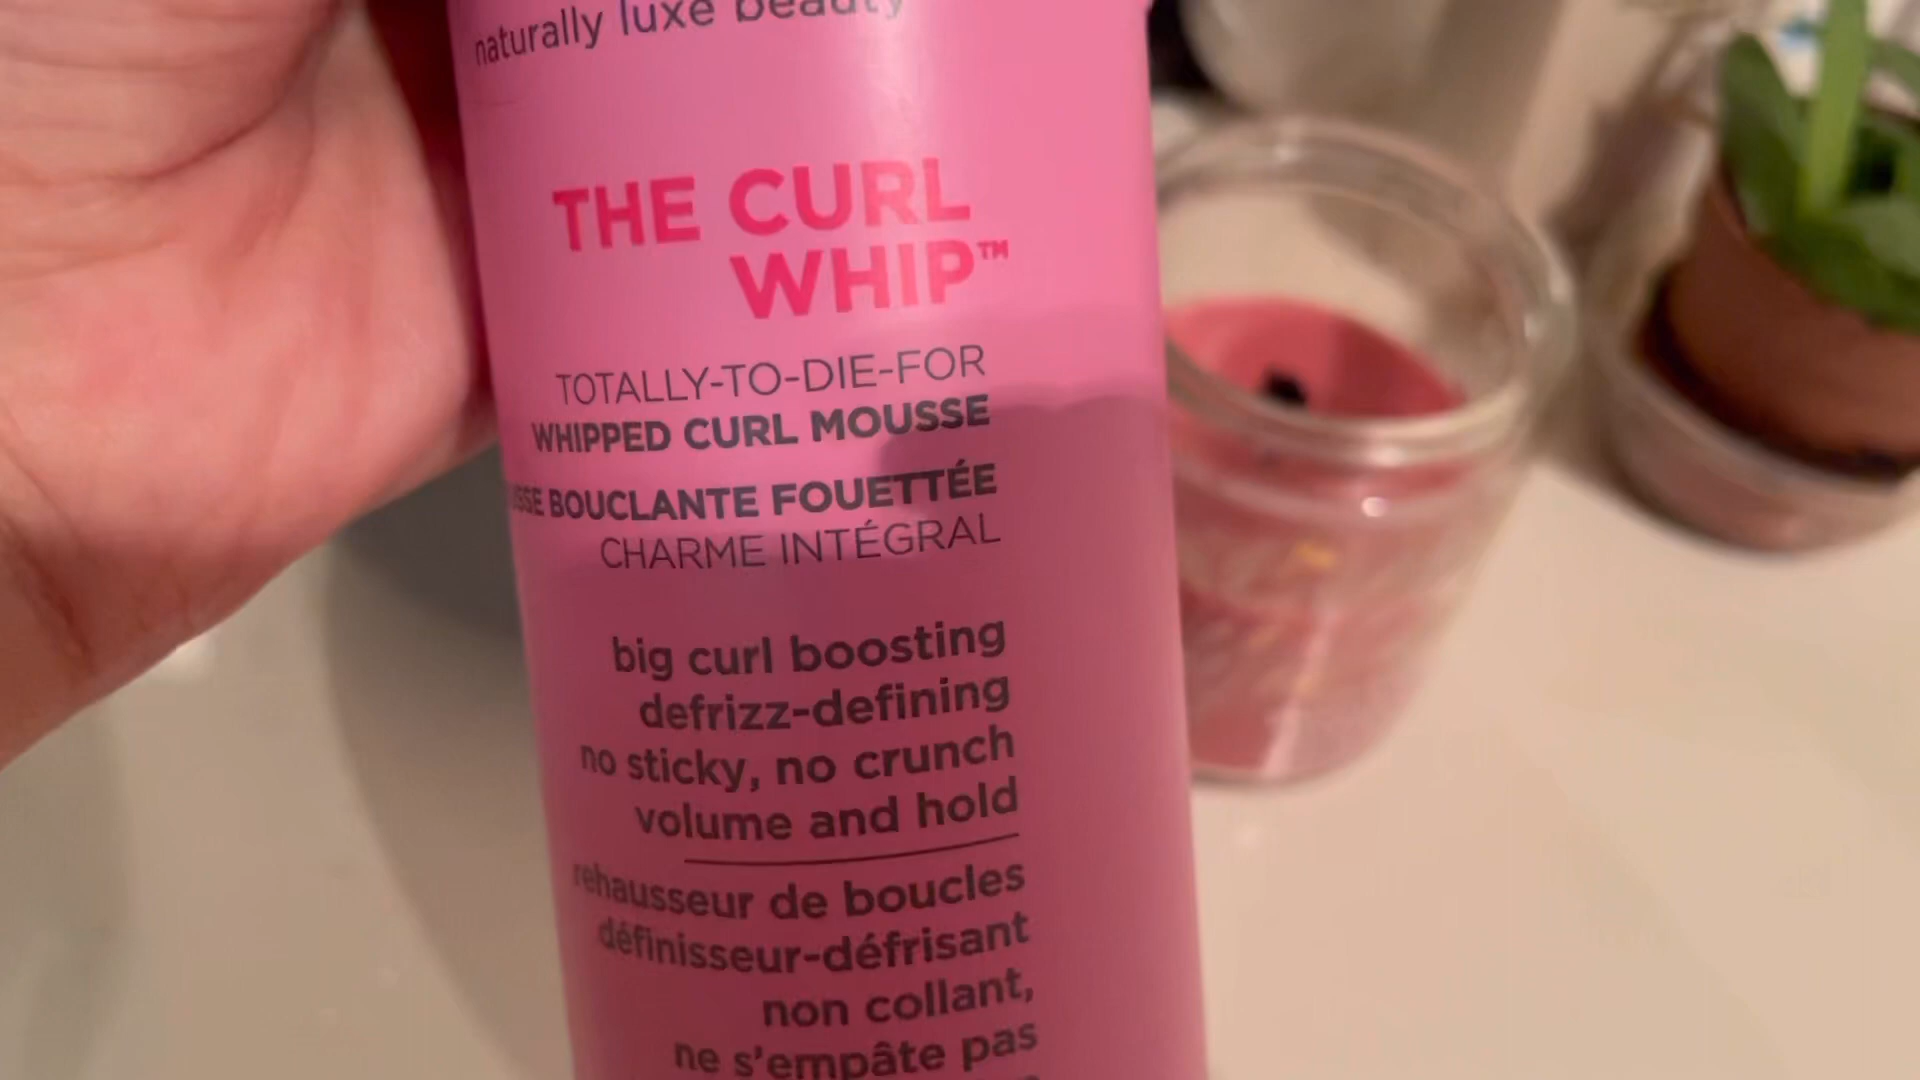 naturally luxe beauty
THE CURL
WHIP™
TOTALLY-TO-DIE-FOR
WHIPPED CURL MOUSSE
BOUCLANTE FOUETTÉE
CHARME INTÉGRAL
big curl boosting
defrizz-defining
no sticky, no crunch
volume and hold
rehausseur de boucles
définisseur-défrisant
non collant,
ne s'empâte pas